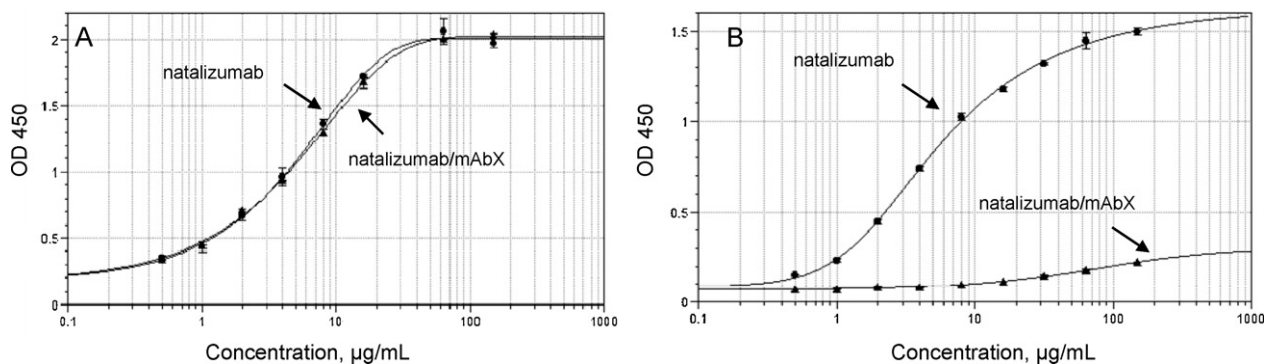 A
natalizumab
natalizumab/mAbX
OD 450
2
1.5
1
0.5
0
0.1
1
10
100
1000
Concentration, µg/mL
B
natalizumab
natalizumab/mAbX
OD 450
1.5
1
0.5
0
0.1
1
10
100
1000
Concentration, µg/mL